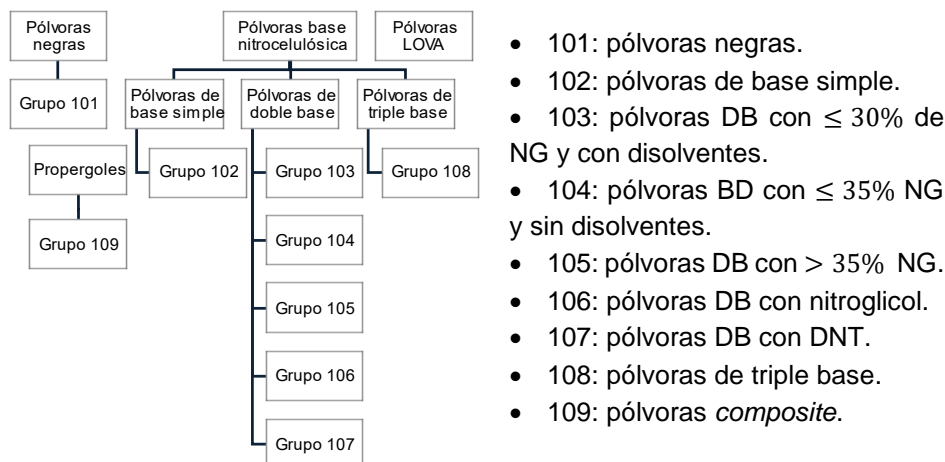 Pólvoras
negras
Pólvoras base
nitrocelulósica
Pólvoras
LOVA
Grupo 101
Pólvoras de
base simple
Pólvoras de
doble base
Pólvoras de
triple base
Propergoles
Grupo 102
Grupo 103
Grupo 108
Grupo 109
Grupo 104
Grupo 105
Grupo 106
Grupo 107
• 101: pólvoras negras.
• 102: pólvoras de base simple.
• 103: pólvoras DB con ≤ 30% de
NG y con disolventes.
• 104: pólvoras BD con ≤ 35% NG
y sin disolventes.
• 105: pólvoras DB con > 35% NG.
• 106: pólvoras DB con nitroglicol.
• 107: pólvoras DB con DNT.
• 108: pólvoras de triple base.
• 109: pólvoras composite.